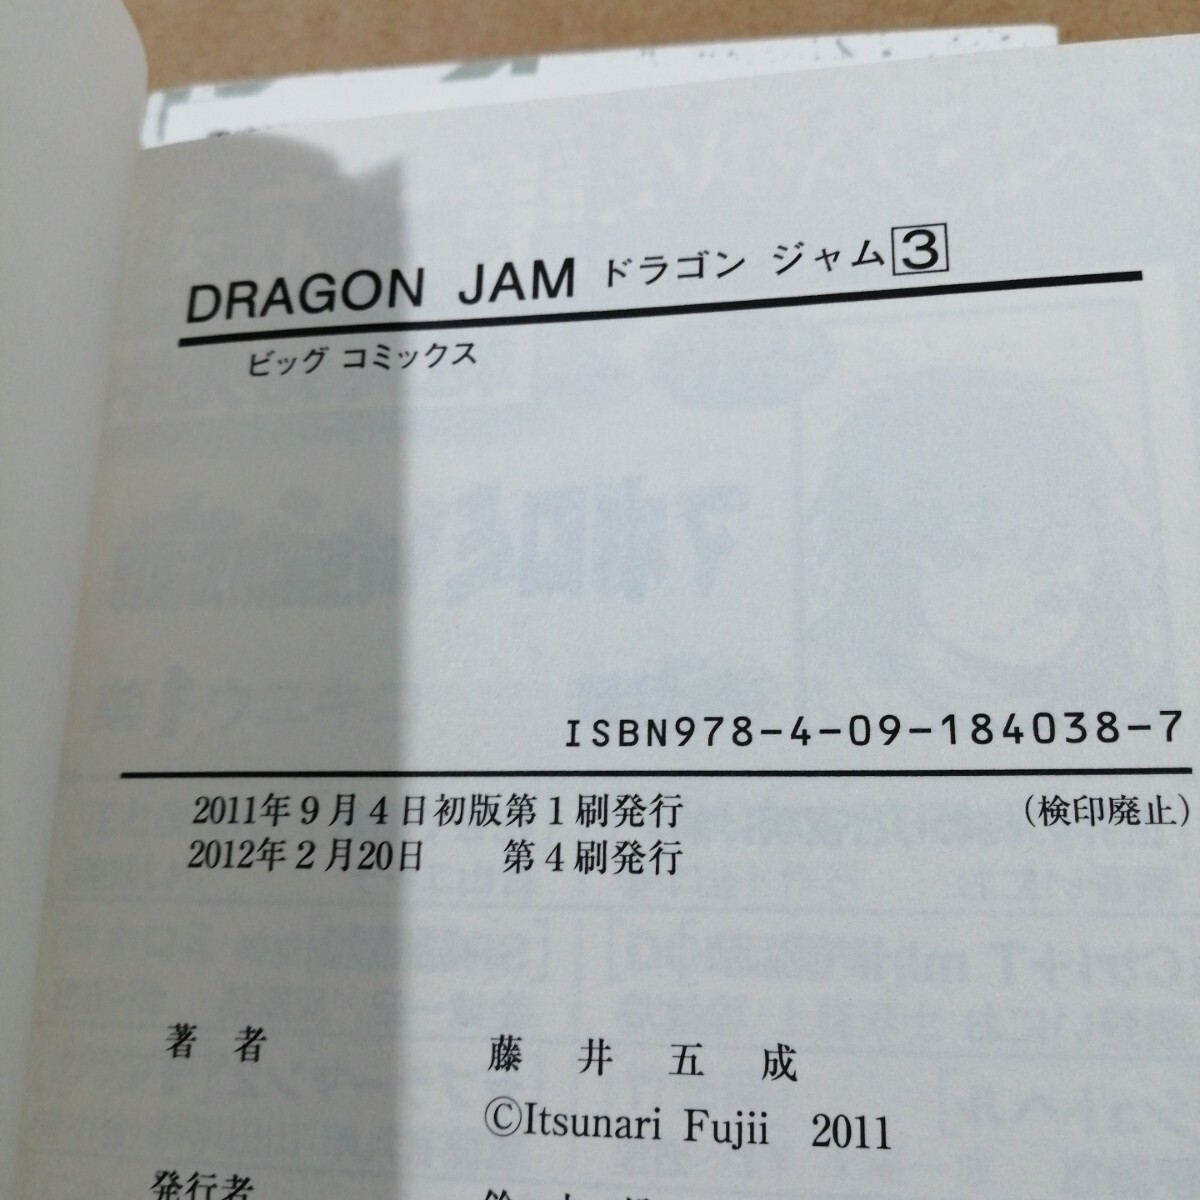 DRAGON JAM ドラゴン ジャム3
ビッグ コミックス
ISBN978-4-09-184038-7
2011年9月4日初版第1刷発行 (検印廃止)
2012年2月20日 第4刷発行
著者 藤井五成
©Itsunari Fujii 2011
発行者